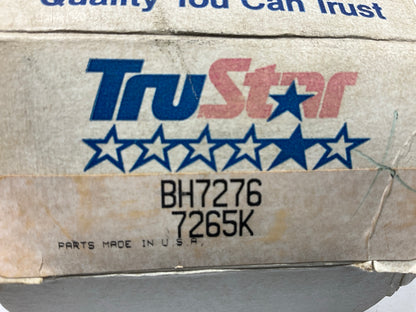 Quality You Can Trust
TruStar
BH7276
7265K
PARTS MADE IN U.S.A.